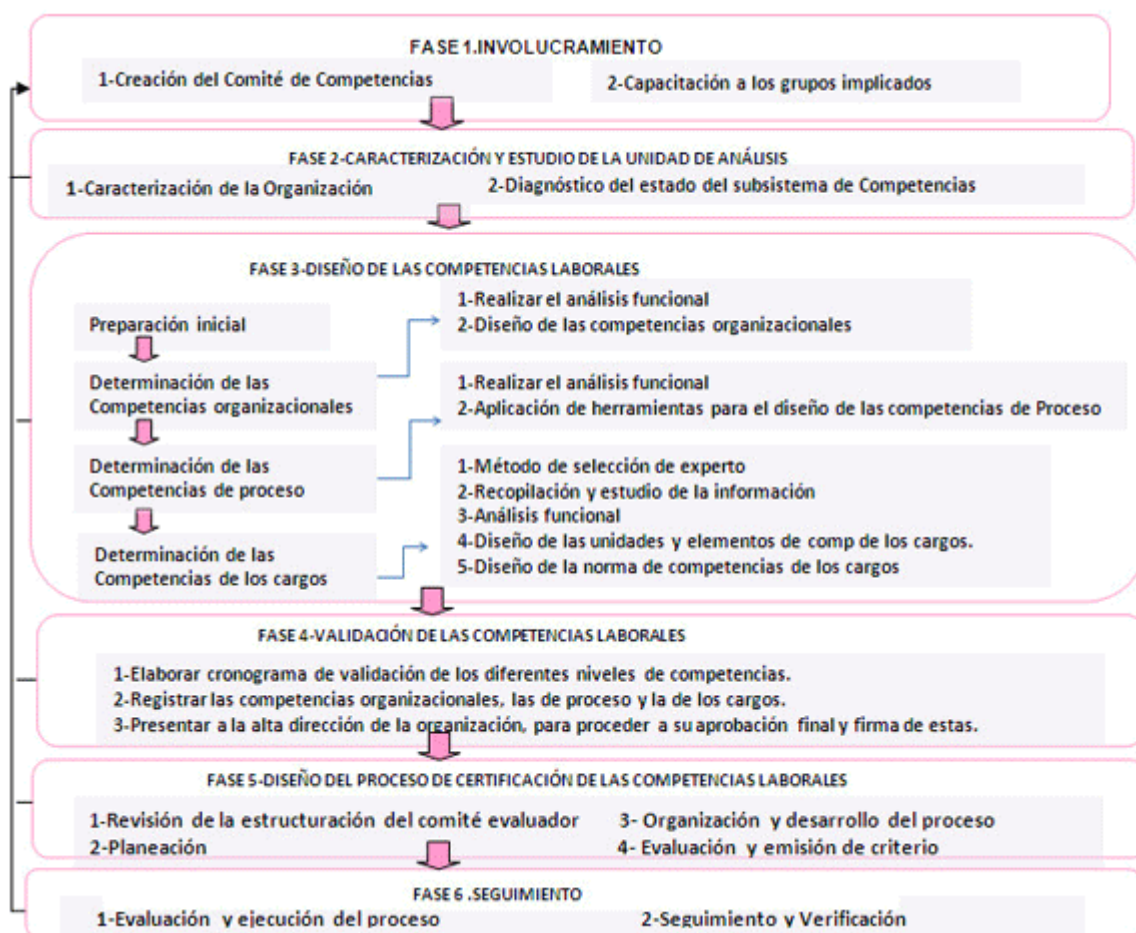 FASE 1.INVOLUCRAMIENTO
1-Creación del Comité de Competencias
2-Capacitación a los grupos implicados
FASE 2-CARACTERIZACIÓN Y ESTUDIO DE LA UNIDAD DE ANÁLISIS
1-Caracterización de la Organización
2-Diagnóstico del estado del subsistema de Competencias
FASE 3-DISEÑO DE LAS COMPETENCIAS LABORALES
Preparación inicial
1-Realizar el análisis funcional
2-Diseño de las competencias organizacionales
Determinación de las
Competencias organizacionales
1-Realizar el análisis funcional
2-Aplicación de herramientas para el diseño de las competencias de Proceso
Determinación de las
Competencias de proceso
1-Método de selección de experto
2-Recopilación y estudio de la información
3-Análisis funcional
4-Diseño de las unidades y elementos de comp de los cargos.
5-Diseño de la norma de competencias de los cargos
Determinación de las
Competencias de los cargos
FASE 4-VALIDACIÓN DE LAS COMPETENCIAS LABORALES
1-Elaborar cronograma de validación de los diferentes niveles de competencias.
2-Registrar las competencias organizacionales, las de proceso y la de los cargos.
3-Presentar a la alta dirección de la organización, para proceder a su aprobación final y firma de estas.
FASE 5-DISEÑO DEL PROCESO DE CERTIFICACIÓN DE LAS COMPETENCIAS LABORALES
1-Revisión de la estructuración del comité evaluador
2-Planeación
3- Organización y desarrollo del proceso
4- Evaluación y emisión de criterio
FASE 6 .SEGUIMIENTO
1-Evaluación y ejecución del proceso
2-Seguimiento y Verificación